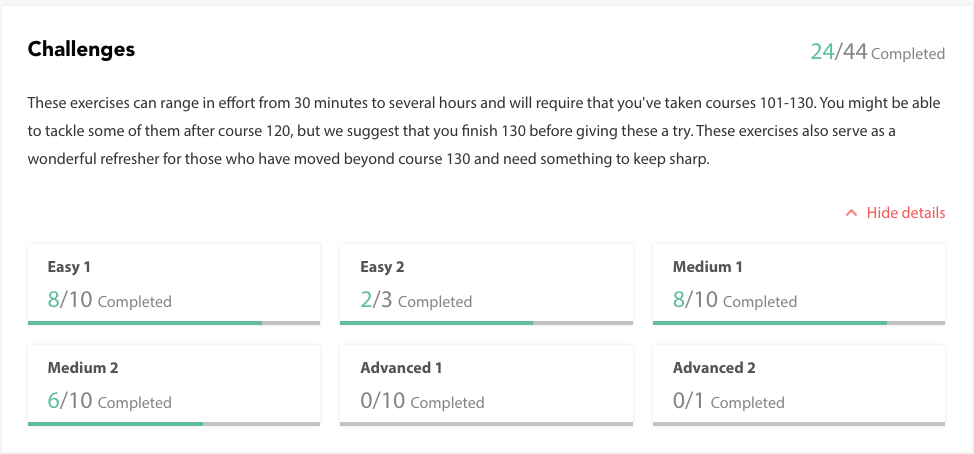 Challenges
24/44 Completed
These exercises can range in effort from 30 minutes to several hours and will require that you've taken courses 101-130. You might be able
to tackle some of them after course 120, but we suggest that you finish 130 before giving these a try. These exercises also serve as a
wonderful refresher for those who have moved beyond course 130 and need something to keep sharp.
Hide details
Easy 1
8/10 Completed
Easy 2
2/3 Completed
Medium 1
8/10 Completed
Medium 2
6/10 Completed
Advanced 1
0/10 Completed
Advanced 2
0/1 Completed